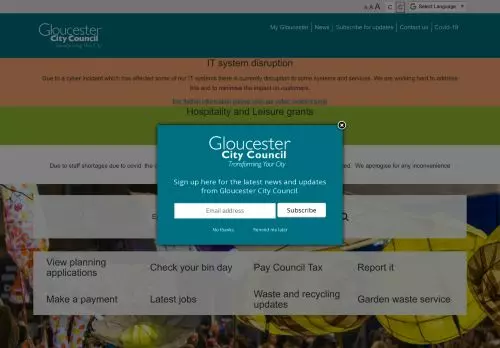 A A A C C Select Language
Gloucester
City Council
Transforming Your City
My Gloucester News Subscribe for updates Contact us Covid-19
IT system disruption
Due to a cyber incident which has affected some of our IT systems there is currently disruption to some systems and services. We are working hard to address
this and to minimise the impact on customers.
Hospitality and Leisure grants
Due to staff shortages due to covid the
We apologise for any inconvenience
Gloucester
City Council
Transforming Your City
Sign up here for the latest news and updates
from Gloucester City Council
Email address Subscribe
No thanks Remind me later
View planning
applications
Check your bin day
Pay Council Tax
Report it
Make a payment
Latest jobs
Waste and recycling
updates
Garden waste service